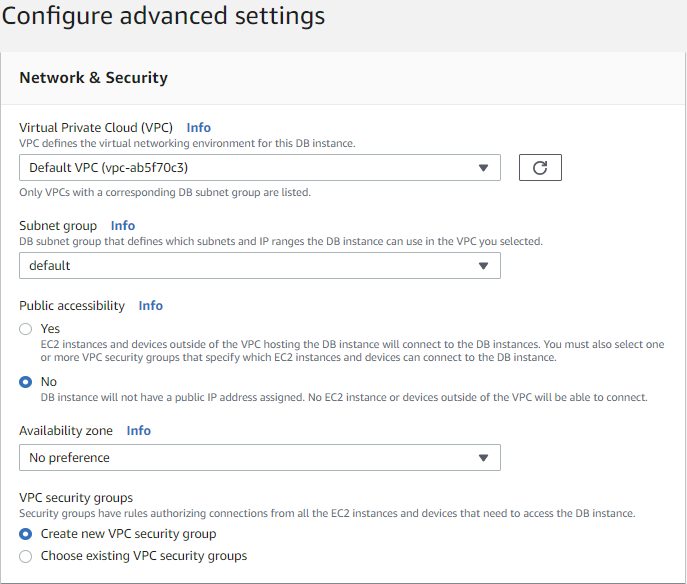 Configure advanced settings
Network & Security
Virtual Private Cloud (VPC) Info
VPC defines the virtual networking environment for this DB instance.
Default VPC (vpc-ab5f70c3)
Only VPCs with a corresponding DB subnet group are listed.
Subnet group Info
DB subnet group that defines which subnets and IP ranges the DB instance can use in the VPC you selected.
default
Public accessibility Info
Yes
EC2 instances and devices outside of the VPC hosting the DB instance will connect to the DB instances. You must also select one
or more VPC security groups that specify which EC2 instances and devices can connect to the DB instance.
No
DB instance will not have a public IP address assigned. No EC2 instance or devices outside of the VPC will be able to connect.
Availability zone Info
No preference
VPC security groups
Security groups have rules authorizing connections from all the EC2 instances and devices that need to access the DB instance.
Create new VPC security group
Choose existing VPC security groups